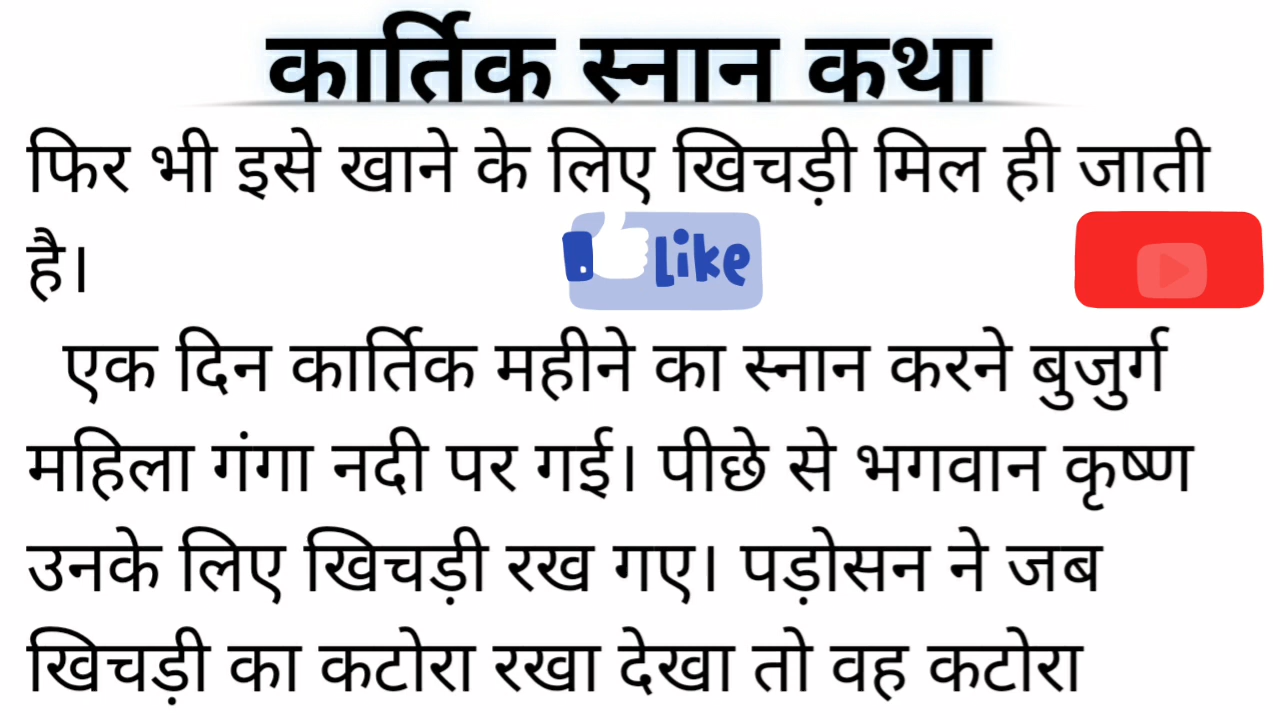 कार्तिक स्नान कथा
फिर भी इसे खाने के लिए खिचड़ी मिल ही जाती
है।
Like
एक दिन कार्तिक महीने का स्नान करने बुजुर्ग
महिला गंगा नदी पर गई। पीछे से भगवान कृष्ण
उनके लिए खिचड़ी रख गए। पड़ोसन ने जब
खिचड़ी का कटोरा रखा देखा तो वह कटोरा